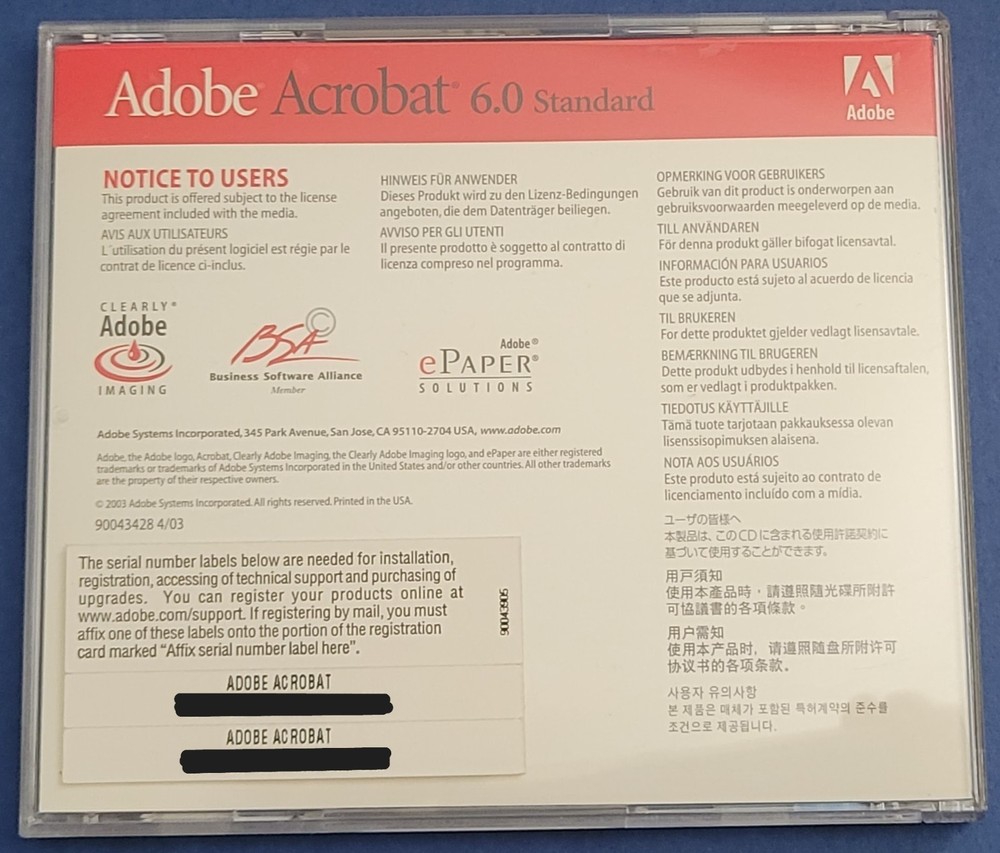 Adobe Acrobat® 6.0 Standard
Adobe
NOTICE TO USERS
This product is offered subject to the license
agreement included with the media.
AVIS AUX UTILISATEURS
L´utilisation du présent logiciel est régie par le
contrat de licence ci-inclus.
HINWEIS FÜR ANWENDER
Dieses Produkt wird zu den Lizenz-Bedingungen
angeboten, die dem Datenträger beiliegen.
AVVISO PER GLI UTENTI
Il presente prodotto è soggetto al contratto di
licenza compreso nel programma.
OPMERKING VOOR GEBRUIKERS
Gebruik van dit product is onderworpen aan
gebruiksvoorwaarden meegeleverd op de media.
TILL ANVÄNDAREN
För denna produkt gäller bifogat licensavtal.
INFORMACIÓN PARA USUARIOS
Este producto está sujeto al acuerdo de licencia
que se adjunta.
TIL BRUKEREN
For dette produktet gjelder vedlagt lisensavtale.
BEMÆRKNING TIL BRUGEREN
Dette produkt udbydes i henhold til licensaftalen,
som er vedlagt i produktpakken.
TIEDOTUS KÄYTTÄJILLE
Tämä tuote tarjotaan pakkauksessa olevan
lisenssisopimuksen alaisena.
NOTA AOS USUÁRIOS
Este produto está sujeito ao contrato de
licenciamento incluído com a mídia.
ユーザの皆様へ
本製品は、このCDに含まれる使用許諾契約に
基づいて使用することができます。
用戸須知
使用本產品時，請遵照隨光碟所附許
可協議書的各項條款。
用户需知
使用本产品时，请遵照随盘所附许可
协议书的各项条款。
사용자 유의사항
본 제품은 매체가 포함된 특허계약의 준수를
조건으로 제공됩니다.
CLEARLY®
Adobe
IMAGING
BSA©
Business Software Alliance
Member
Adobe®
ePAPER®
SOLUTIONS
Adobe Systems Incorporated, 345 Park Avenue, San Jose, CA 95110-2704 USA, www.adobe.com
Adobe, the Adobe logo, Acrobat, Clearly Adobe Imaging, the Clearly Adobe Imaging logo, and ePaper are either registered
trademarks or trademarks of Adobe Systems Incorporated in the United States and/or other countries. All other trademarks
are the property of their respective owners.
© 2003 Adobe Systems Incorporated. All rights reserved. Printed in the USA.
90043428 4/03
The serial number labels below are needed for installation,
registration, accessing of technical support and purchasing of
upgrades. You can register your products online at
www.adobe.com/support. If registering by mail, you must
affix one of these labels onto the portion of the registration
card marked “Affix serial number label here”.
90043905
ADOBE ACROBAT
ADOBE ACROBAT